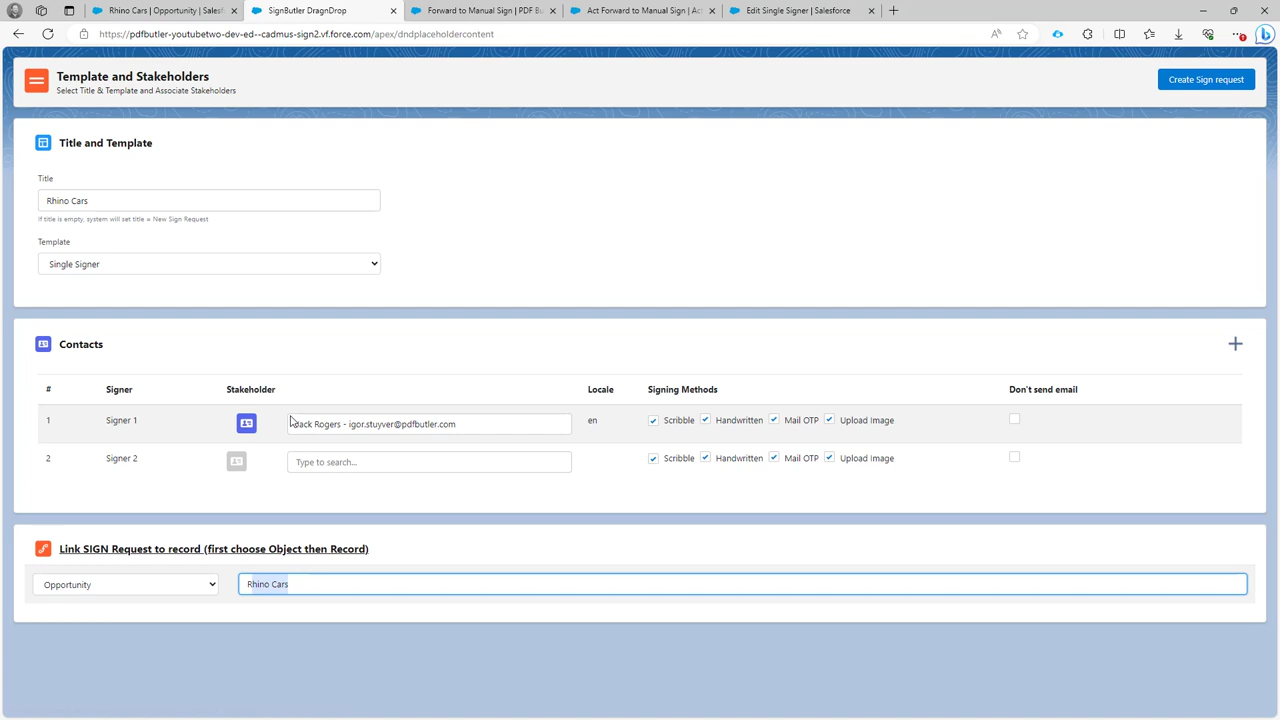 Rhino Cars | Opportunity | Salesf
SignButler DragnDrop
Forward to Manual Sign | PDF Bu
Act Forward to Manual Sign | Act
Edit Single Signer | Salesforce
https://pdfbutler-youtubetwo-dev-ed--cadmus-sign2.vf.force.com/apex/dndplaceholdercontent
Template and Stakeholders
Select Title & Template and Associate Stakeholders
Create Sign request
Title and Template
Title
Rhino Cars
If title is empty, system will set title = New Sign Request
Template
Single Signer
Contacts
# Signer Stakeholder Locale Signing Methods Don't send email
1 Signer 1 Jack Rogers - igor.stuyver@pdfbutler.com en Scribble Handwritten Mail OTP Upload Image
2 Signer 2 Type to search... Scribble Handwritten Mail OTP Upload Image
Link SIGN Request to record (first choose Object then Record)
Opportunity Rhino Cars